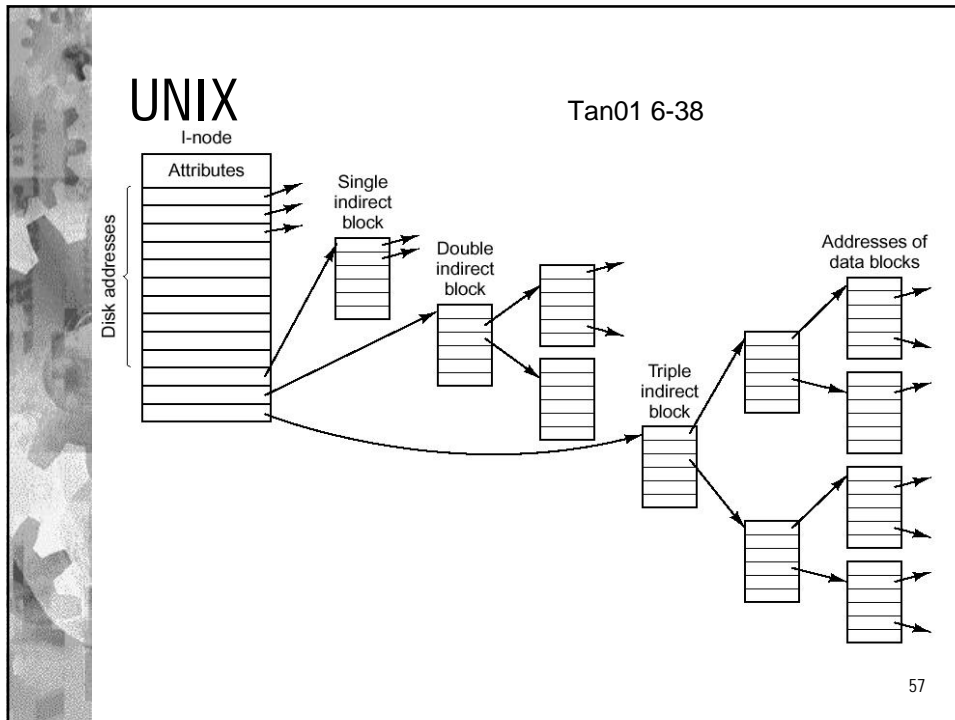 UNIX
Tan01 6-38
I-node
Attributes
Disk addresses
Single
indirect
block
Double
indirect
block
Triple
indirect
block
Addresses of
data blocks
57